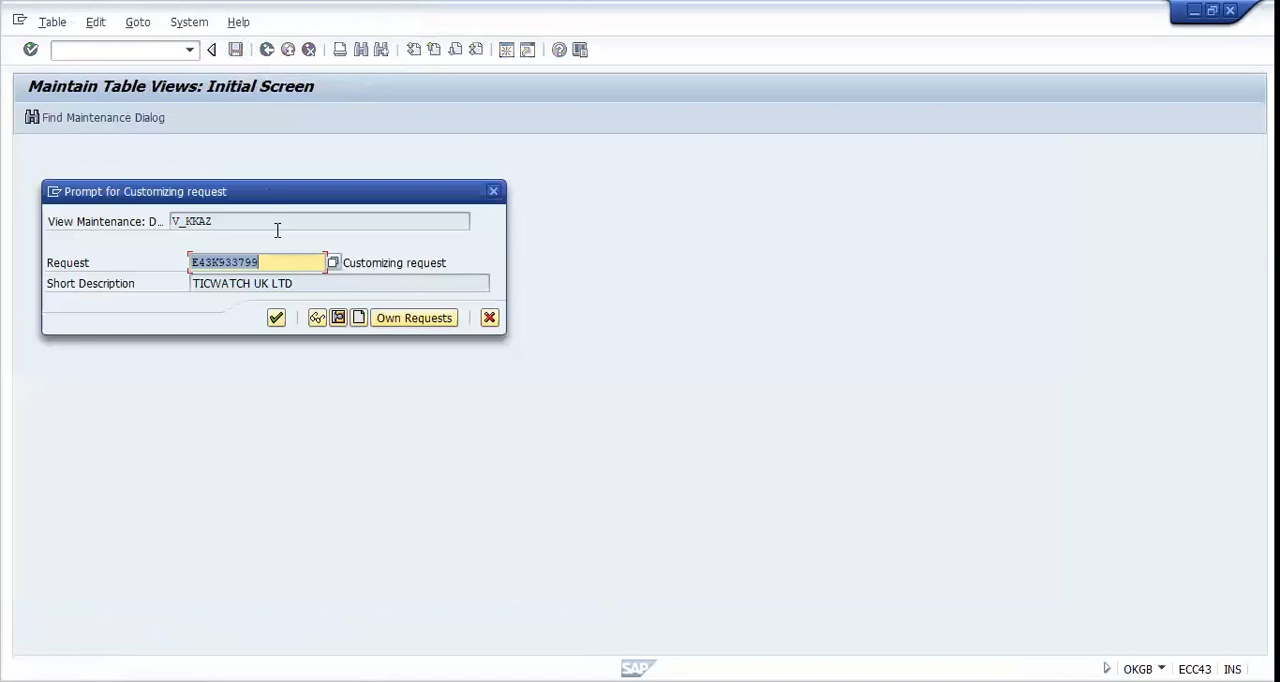 Table Edit Goto System Help
Maintain Table Views: Initial Screen
Find Maintenance Dialog
Prompt for Customizing request
View Maintenance: D... V_KKAZ
Request E43K933799 Customizing request
Short Description TICWATCH UK LTD
Own Requests
SAP OKGB ECC43 INS